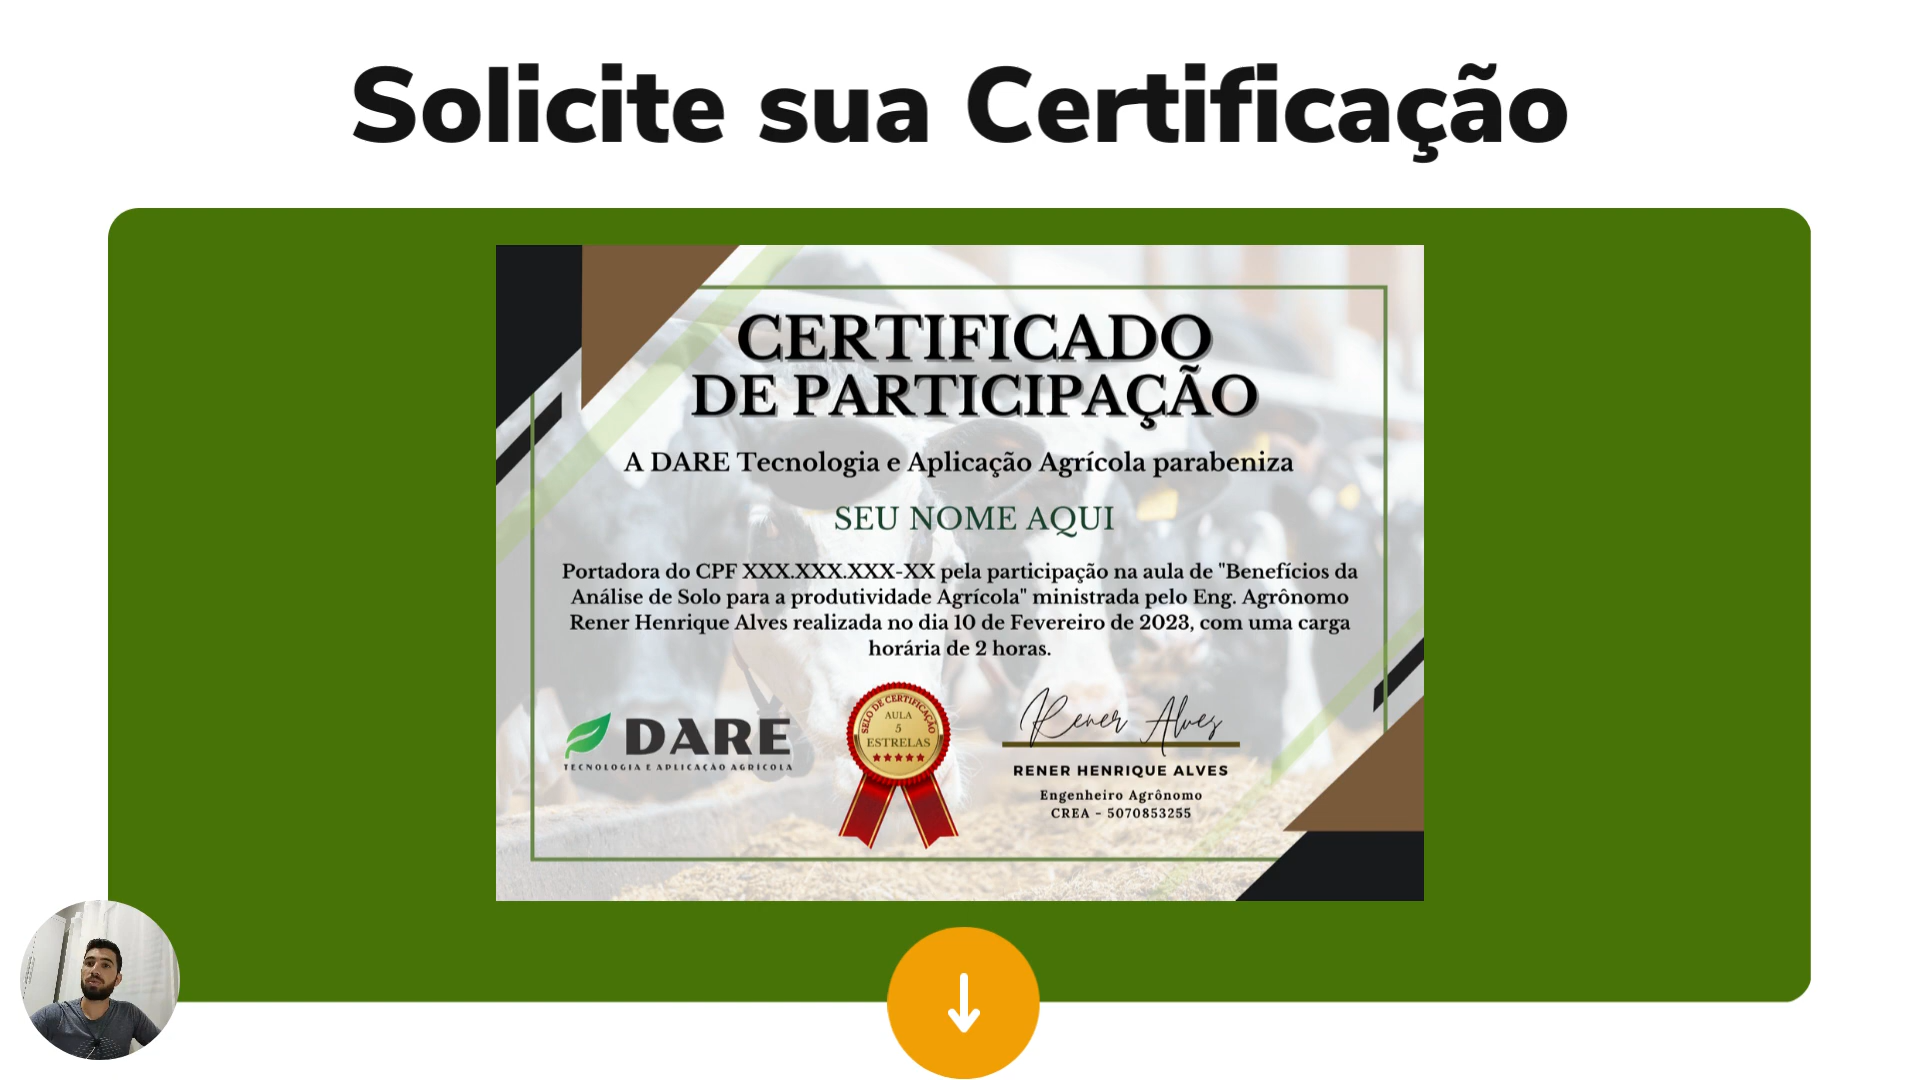 Solicite sua Certificação
CERTIFICADO
DE PARTICIPAÇÃO
A DARE Tecnologia e Aplicação Agrícola parabeniza
SEU NOME AQUI
Portadora do CPF XXX.XXX.XXX-XX pela participação na aula de "Benefícios da
Análise de Solo para a produtividade Agrícola" ministrada pelo Eng. Agrônomo
Rener Henrique Alves realizada no dia 10 de Fevereiro de 2023, com uma carga
horária de 2 horas.
DARE
TECNOLOGIA E APLICAÇÃO AGRÍCOLA
SELO DE CERTIFICAÇÃO
AULA
5
ESTRELAS
Rener Alves
RENER HENRIQUE ALVES
Engenheiro Agrônomo
CREA - 5070853255